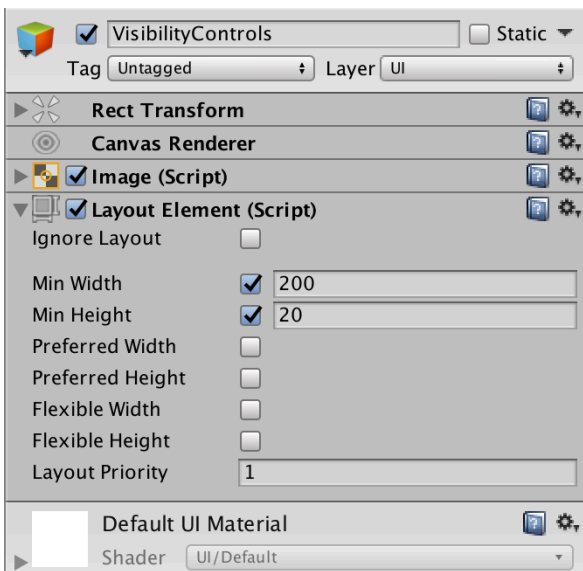 VisibilityControls Static
Tag Untagged Layer UI
Rect Transform
Canvas Renderer
Image (Script)
Layout Element (Script)
Ignore Layout
Min Width 200
Min Height 20
Preferred Width
Preferred Height
Flexible Width
Flexible Height
Layout Priority 1
Default UI Material
Shader UI/Default